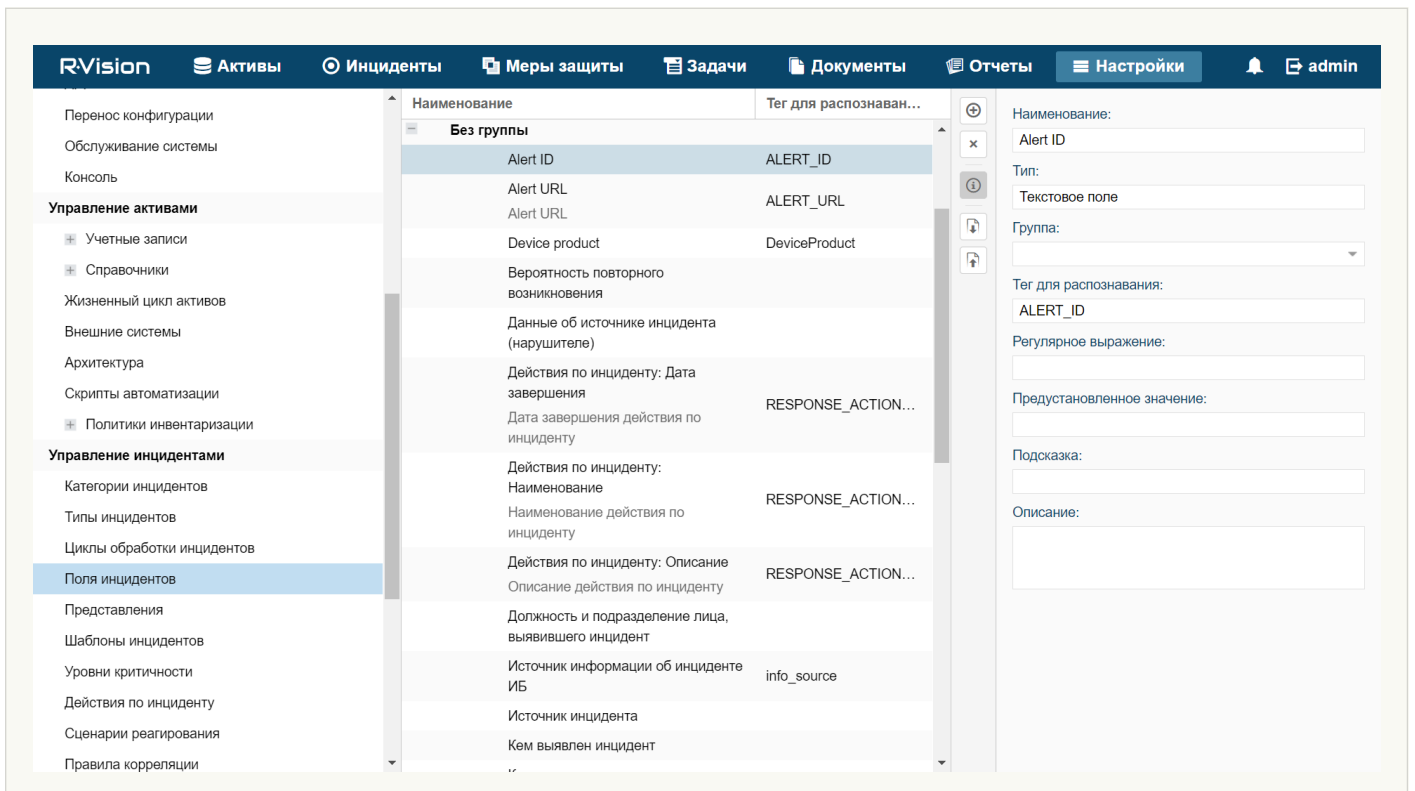 R·Vision Активы Инциденты Меры защиты Задачи Документы Отчеты Настройки admin
Перенос конфигурации
Обслуживание системы
Консоль
Управление активами
Учетные записи
Справочники
Жизненный цикл активов
Внешние системы
Архитектура
Скрипты автоматизации
Политики инвентаризации
Управление инцидентами
Категории инцидентов
Типы инцидентов
Циклы обработки инцидентов
Поля инцидентов
Представления
Шаблоны инцидентов
Уровни критичности
Действия по инциденту
Сценарии реагирования
Правила корреляции
Наименование Тег для распознаван...
Без группы
Alert ID ALERT_ID
Alert URL
Alert URL
ALERT_URL
Device product DeviceProduct
Вероятность повторного
возникновения
Данные об источнике инцидента
(нарушителе)
Действия по инциденту: Дата
завершения
Дата завершения действия по
инциденту
RESPONSE_ACTION...
Действия по инциденту:
Наименование
Наименование действия по
инциденту
RESPONSE_ACTION...
Действия по инциденту: Описание
Описание действия по инциденту
RESPONSE_ACTION...
Должность и подразделение лица,
выявившего инцидент
Источник информации об инциденте
ИБ
info_source
Источник инцидента
Кем выявлен инцидент
Наименование:
Alert ID
Тип:
Текстовое поле
Группа:
Тег для распознавания:
ALERT_ID
Регулярное выражение:
Предустановленное значение:
Подсказка:
Описание: